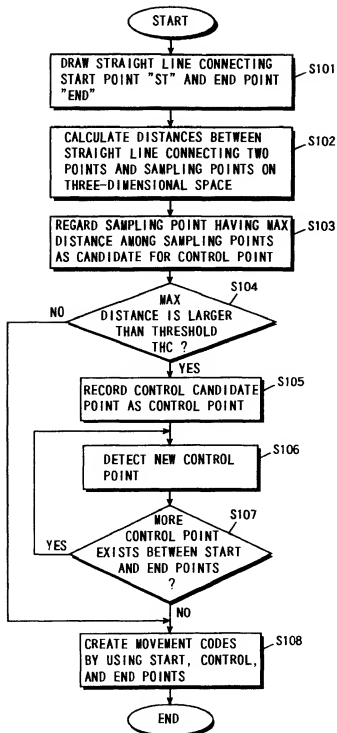 START
DRAW STRAIGHT LINE CONNECTING
START POINT "ST" AND END POINT
"END"
S101
CALCULATE DISTANCES BETWEEN
STRAIGHT LINE CONNECTING TWO
POINTS AND SAMPLING POINTS ON
THREE-DIMENSIONAL SPACE
S102
REGARD SAMPLING POINT HAVING MAX
DISTANCE AMONG SAMPLING POINTS
AS CANDIDATE FOR CONTROL POINT
S103
MAX
DISTANCE IS LARGER
THAN THRESHOLD
THC ?
S104
NO
YES
RECORD CONTROL CANDIDATE
POINT AS CONTROL POINT
S105
DETECT NEW CONTROL
POINT
S106
MORE
CONTROL POINT
EXISTS BETWEEN START
AND END POINTS
?
S107
YES
NO
CREATE MOVEMENT CODES
BY USING START, CONTROL,
AND END POINTS
S108
END